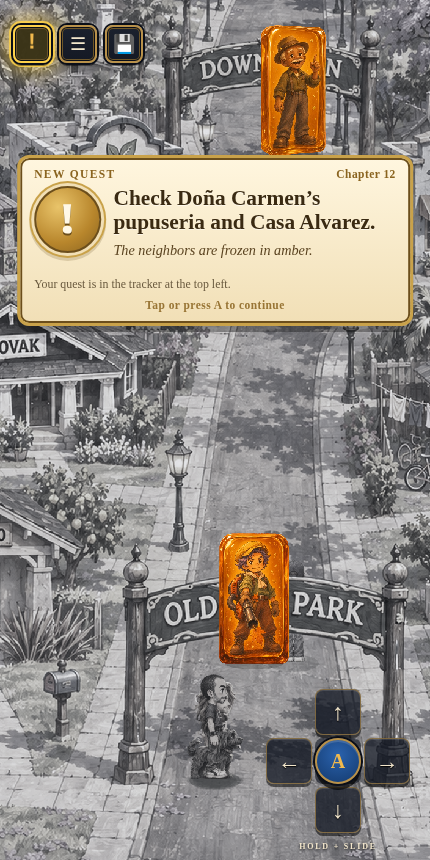 !
☰
DOWN N
NEW QUEST
Chapter 12
!
Check Doña Carmen's
pupuseria and Casa Alvarez.
The neighbors are frozen in amber.
Your quest is in the tracker at the top left.
Tap or press A to continue
OVAK
OLD PARK
↑
← A →
↓
HOLD + SLIDE